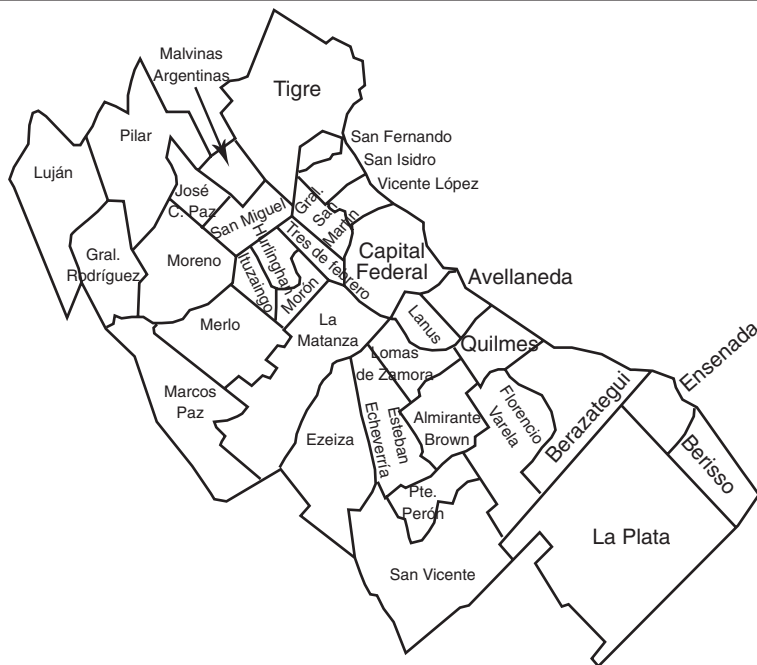 Malvinas
Argentinas
Tigre
Pilar
San Fernando
San Isidro
Luján
Vicente López
José
C. Paz
Gral.
San
Martín
San Miguel
Hurlingham
Tres de febrero
Capital
Federal
Gral.
Rodríguez
Moreno
Ituzaingo
Morón
Avellaneda
Merlo
La
Matanza
Lanus
Quilmes
Ensenada
Lomas
de Zamora
Marcos
Paz
Ezeiza
Esteban
Echeverría
Almirante
Brown
Florencio
Varela
Berazategui
Berisso
Pte.
Perón
La Plata
San Vicente